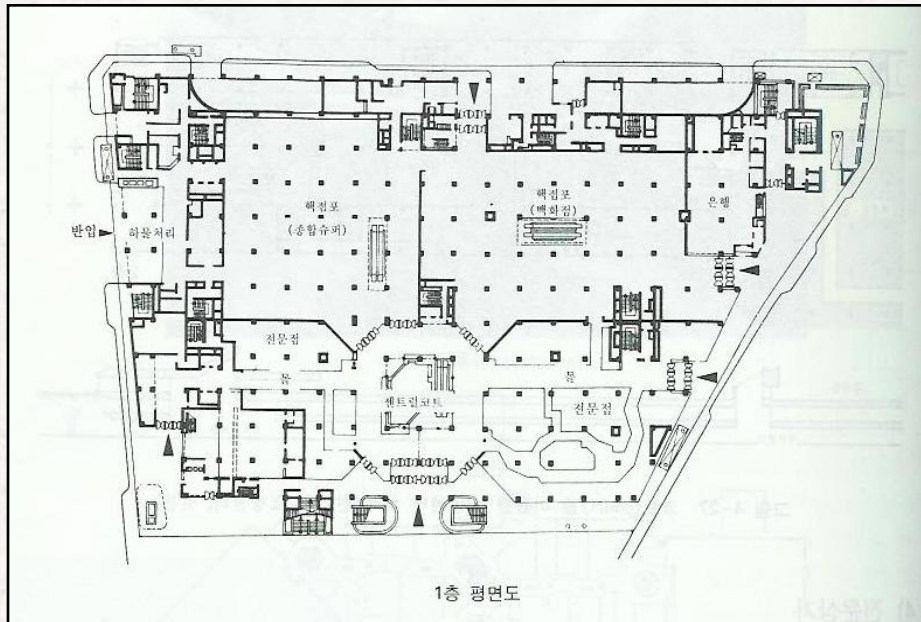 핵점포
(종합슈퍼)
핵점포
(백화점)
은행
반입
하물처리
전문점
몰
몰
센트럴코트
전문점
1층 평면도